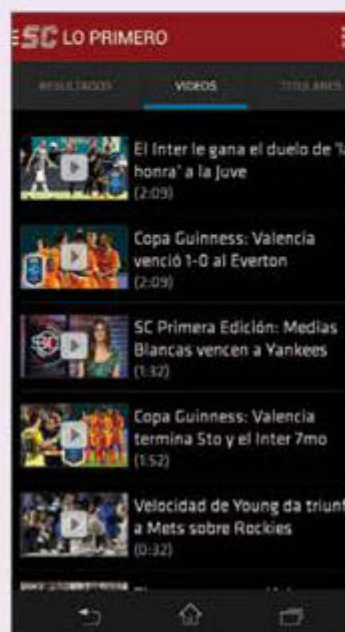 SC LO PRIMERO
RESULTADOS VIDEOS TITULARES
El Inter le gana el duelo de 'la
honra' a la Juve
(2:09)
Copa Guinness: Valencia
venció 1-0 al Everton
(2:09)
SC Primera Edición: Medias
Blancas vencen a Yankees
(1:32)
Copa Guinness: Valencia
termina 5to y el Inter 7mo
(1:52)
Velocidad de Young da triunf
a Mets sobre Rockies
(0:32)